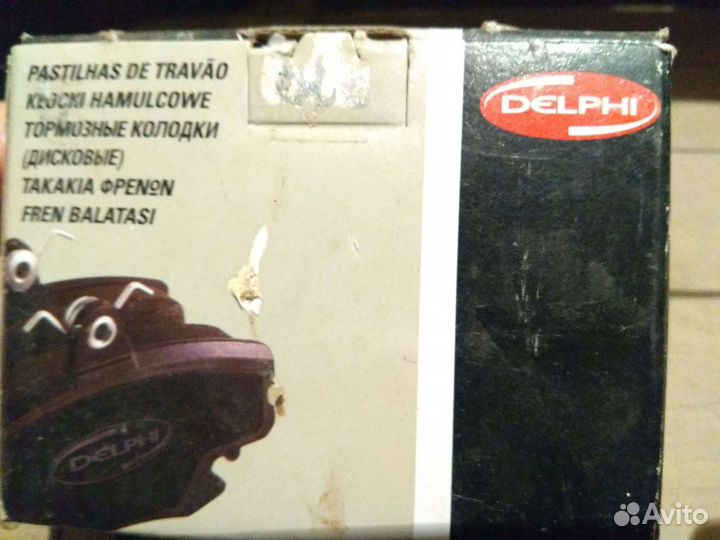 PASTILHAS DE TRAVÃO
KLOCKI HAMULCOWE
ТОРМОЗНЫЕ КОЛОДКИ
(ДИСКОВЫЕ)
ΤΑΚΑΚΙΑ ΦΡΕΝΩΝ
FREN BALATASI
DELPHI
DELPHI
Avito